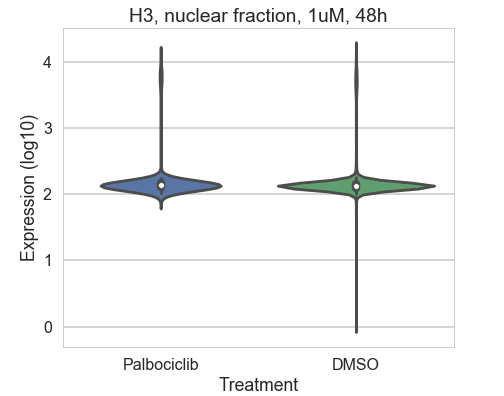 H3, nuclear fraction, 1uM, 48h
Expression (log10)
4
3
2
1
0
Palbociclib DMSO
Treatment